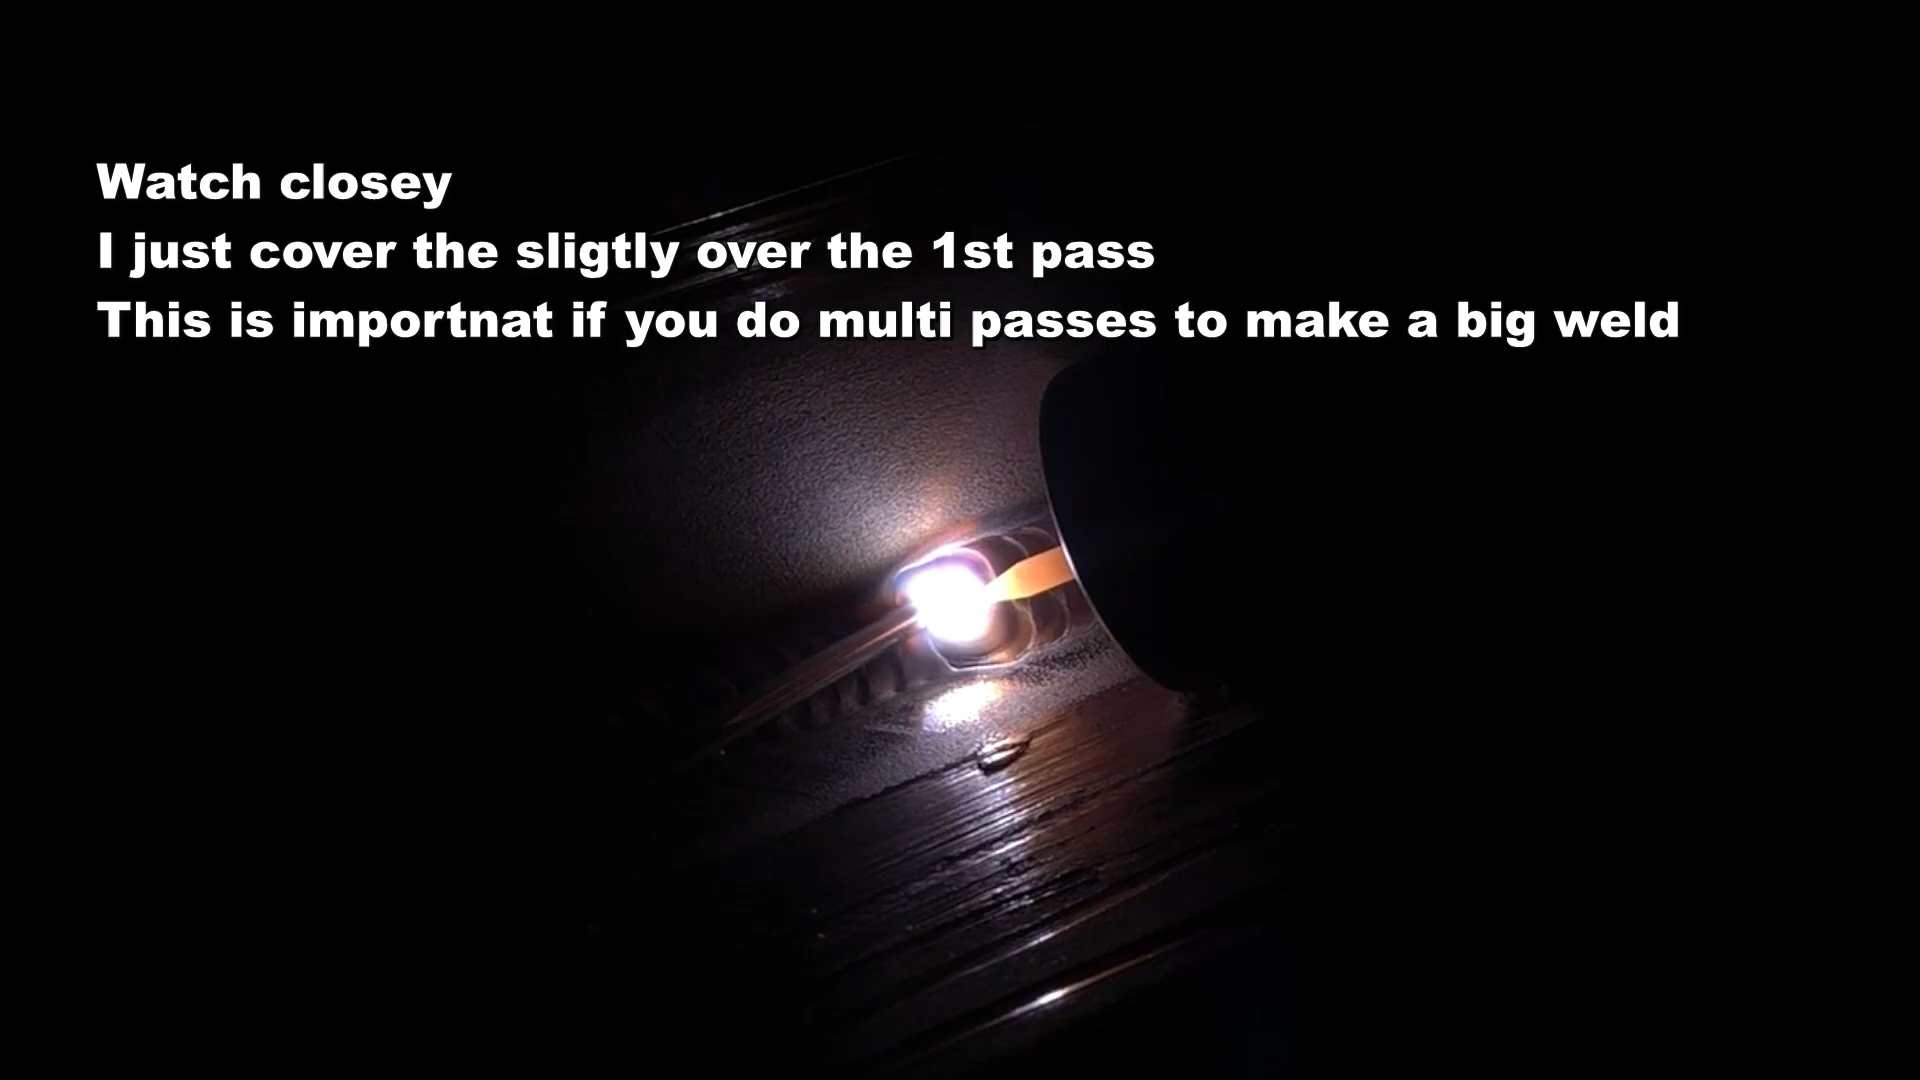 Watch closey
I just cover the sligtly over the 1st pass
This is importnat if you do multi passes to make a big weld